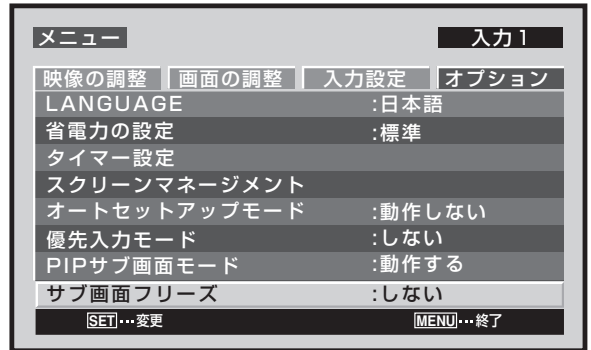 メニュー 入力1
映像の調整 画面の調整 入力設定 オプション
LANGUAGE :日本語
省電力の設定 :標準
タイマー設定
スクリーンマネージメント
オートセットアップモード :動作しない
優先入力モード :しない
PIPサブ画面モード :動作する
サブ画面フリーズ :しない
SET…変更 MENU…終了